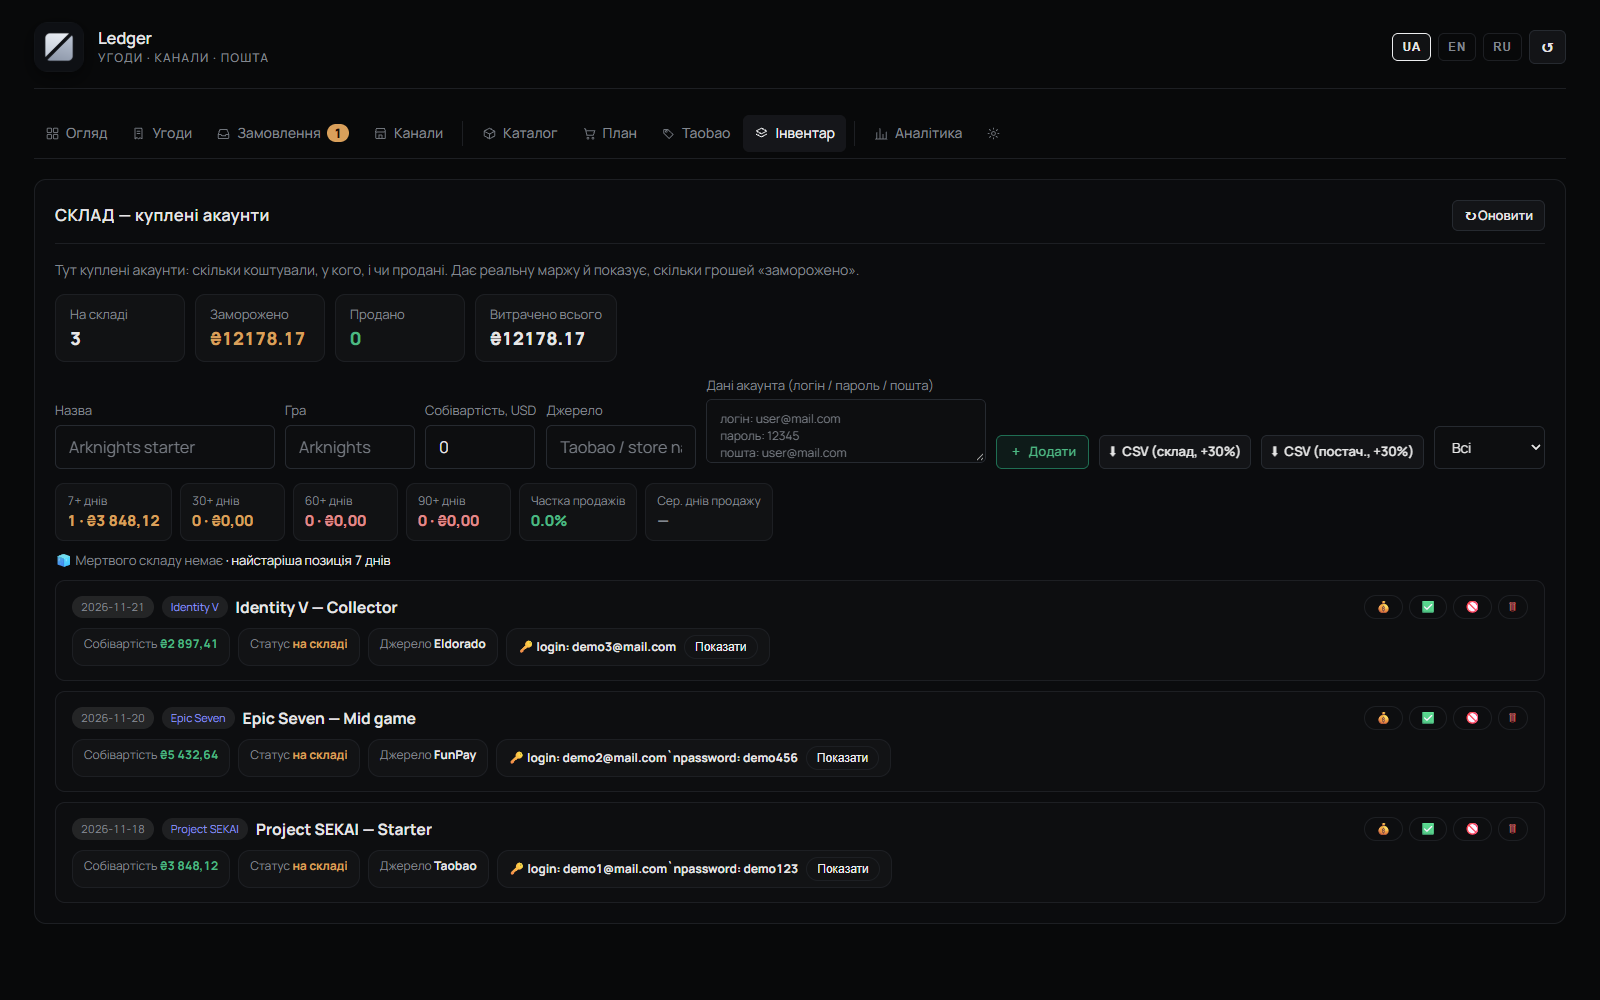 Ledger
УГОДИ · КАНАЛИ · ПОШТА
UA EN RU ↺
Огляд Угоди Замовлення 1 Канали Каталог План Taobao Інвентар Аналітика
СКЛАД — куплені акаунти
↻Оновити
Тут куплені акаунти: скільки коштували, у кого, і чи продані. Дає реальну маржу й показує, скільки грошей «заморожено».
На складі Заморожено Продано Витрачено всього
3 ₴12178.17 0 ₴12178.17
Дані акаунта (логін / пароль / пошта)
Назва Гра Собівартість, USD Джерело
логін: user@mail.com
Arknights starter Arknights 0 Taobao / store n
пароль: 12345
+ Додати ⬇ CSV (склад, +30%) ⬇ CSV (постач., +30%) Всі
пошта: user@mail.com
7+ днів 30+ днів 60+ днів 90+ днів Частка продажів Сер. днів продажу
1 · ₴3 848,12 0 · ₴0,00 0 · ₴0,00 0 · ₴0,00 0.0% —
🧊 Мертвого складу немає · найстаріша позиція 7 днів
2026-11-21 Identity V Identity V — Collector
Собівартість ₴2 897,41 Статус на складі Джерело Eldorado 🔑 login: demo3@mail.com Показати
2026-11-20 Epic Seven Epic Seven — Mid game
Собівартість ₴5 432,64 Статус на складі Джерело FunPay 🔑 login: demo2@mail.com`npassword: demo456 Показати
2026-11-18 Project SEKAI Project SEKAI — Starter
Собівартість ₴3 848,12 Статус на складі Джерело Taobao 🔑 login: demo1@mail.com`npassword: demo123 Показати